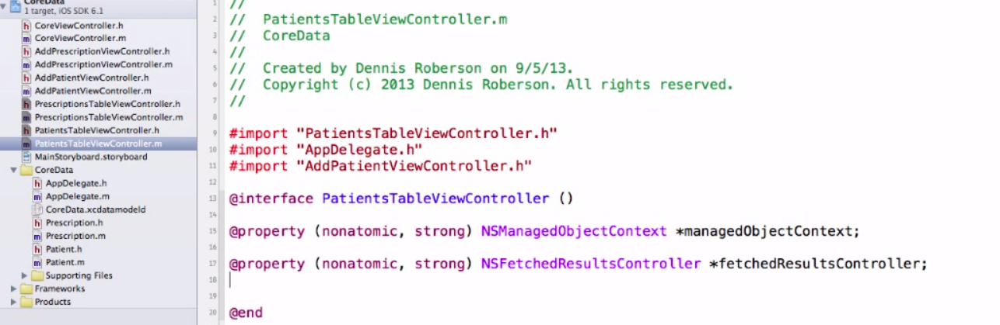 CoreData
1 target, iOS SDK 6.1
CoreViewController.h
CoreViewController.m
AddPrescriptionViewController.h
AddPrescriptionViewController.m
AddPatientViewController.h
AddPatientViewController.m
PrescriptionsTableViewController.h
PrescriptionsTableViewController.m
PatientsTableViewController.h
PatientsTableViewController.m
MainStoryboard.storyboard
CoreData
AppDelegate.h
AppDelegate.m
CoreData.xcdatamodeld
Prescription.h
Prescription.m
Patient.h
Patient.m
Supporting Files
Frameworks
Products
1 //
2 //  PatientsTableViewController.m
3 //  CoreData
4 //
5 //  Created by Dennis Roberson on 9/5/13.
6 //  Copyright (c) 2013 Dennis Roberson. All rights reserved.
7 //
8
9 #import "PatientsTableViewController.h"
10 #import "AppDelegate.h"
11 #import "AddPatientViewController.h"
12
13 @interface PatientsTableViewController ()
14
15 @property (nonatomic, strong) NSManagedObjectContext *managedObjectContext;
16
17 @property (nonatomic, strong) NSFetchedResultsController *fetchedResultsController;
18
19
20 @end